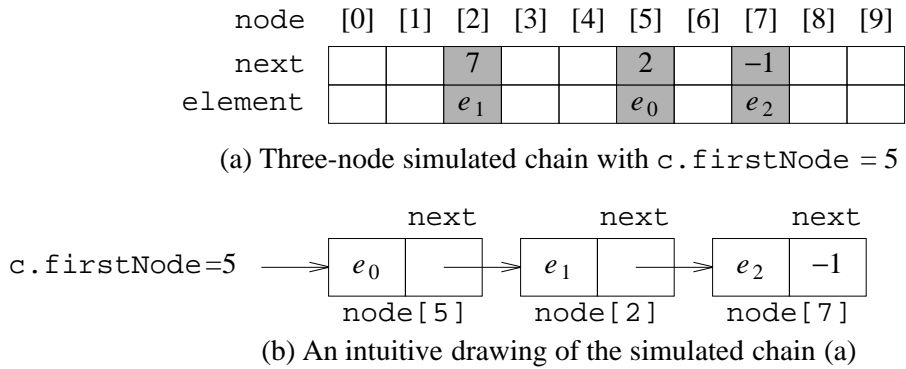 node [0] [1] [2] [3] [4] [5] [6] [7] [8] [9]
next 7 2 −1
element e₁ e₀ e₂
(a) Three-node simulated chain with c.firstNode = 5
next next next
c.firstNode=5 e₀ e₁ e₂ −1
node[5] node[2] node[7]
(b) An intuitive drawing of the simulated chain (a)